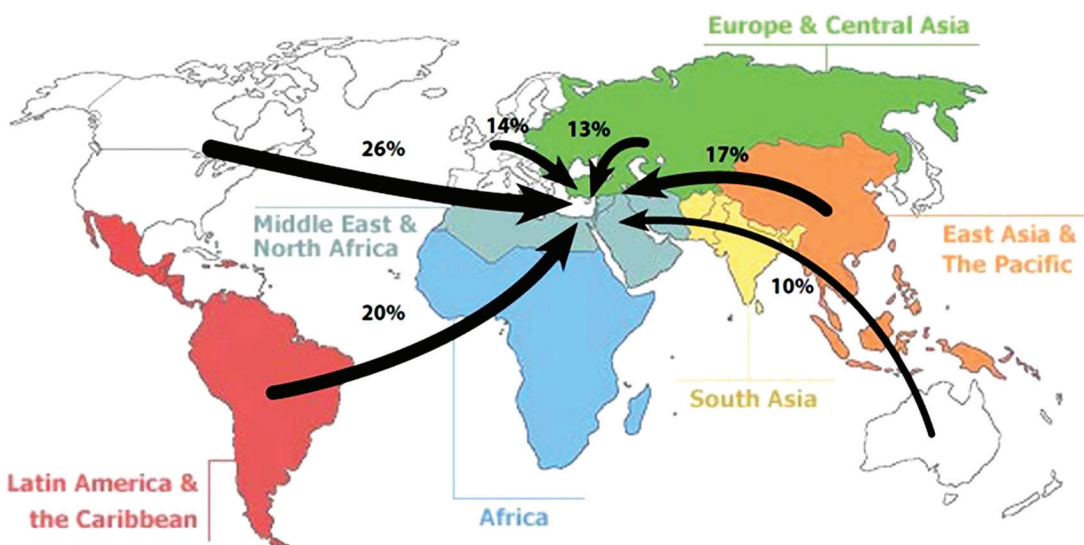 Europe & Central Asia
14%
13%
26%
17%
Middle East &
North Africa
East Asia &
The Pacific
10%
20%
South Asia
Latin America &
the Caribbean
Africa